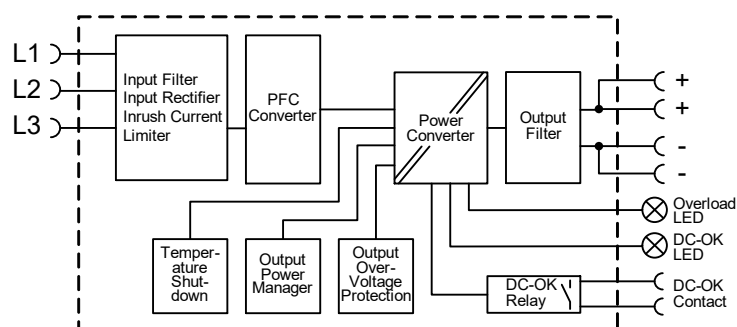 L1
L2
L3
Input Filter
Input Rectifier
Inrush Current
Limiter
PFC
Converter
Power
Converter
Output
Filter
+
+
-
-
Overload
LED
DC-OK
LED
Temper-
ature
Shut-
down
Output
Power
Manager
Output
Over-
Voltage
Protection
DC-OK
Relay
DC-OK
Contact